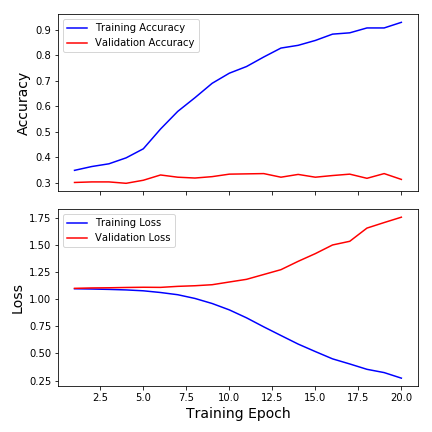 Training Accuracy
Validation Accuracy
0.9
0.8
0.7
0.6
0.5
0.4
0.3
Accuracy
Training Loss
Validation Loss
1.75
1.50
1.25
1.00
0.75
0.50
0.25
Loss
2.5 5.0 7.5 10.0 12.5 15.0 17.5 20.0
Training Epoch